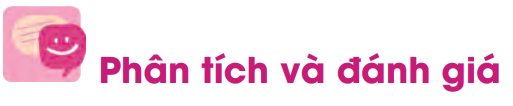 Phân tích và đánh giá